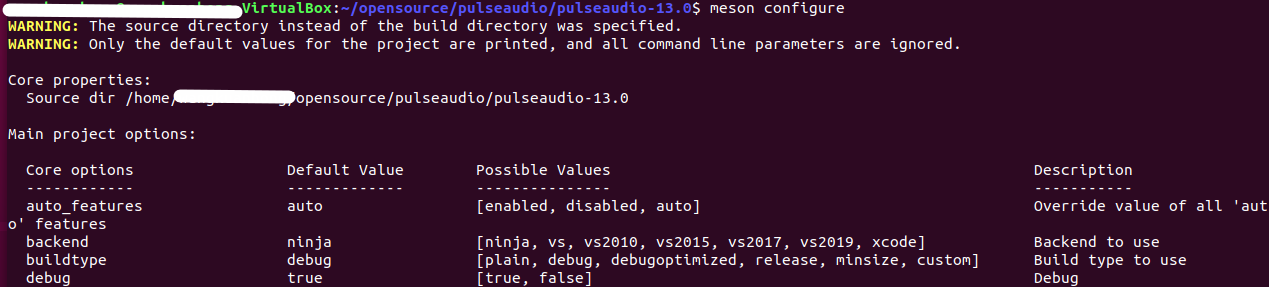 VirtualBox:~/opensource/pulseaudio/pulseaudio-13.0$ meson configure
WARNING: The source directory instead of the build directory was specified.
WARNING: Only the default values for the project are printed, and all command line parameters are ignored.
Core properties:
Source dir /home/ /opensource/pulseaudio/pulseaudio-13.0
Main project options:
Core options Default Value Possible Values Description
------------ ------------- --------------- -----------
auto_features auto [enabled, disabled, auto] Override value of all 'aut
o' features
backend ninja [ninja, vs, vs2010, vs2015, vs2017, vs2019, xcode] Backend to use
buildtype debug [plain, debug, debugoptimized, release, minsize, custom] Build type to use
debug true [true, false] Debug